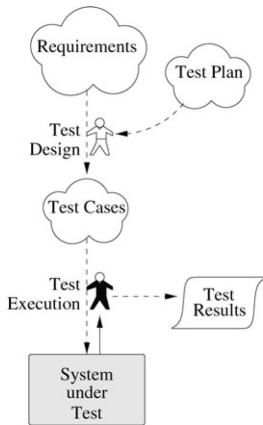 Requirements
Test Plan
Test
Design
Test Cases
Test
Execution
Test
Results
System
under
Test